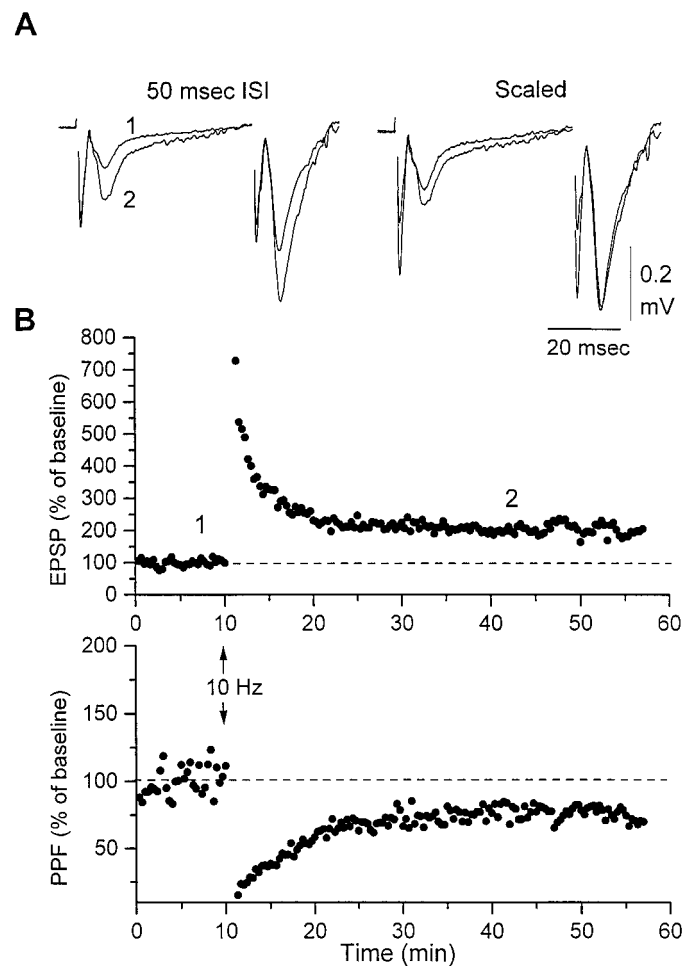 A
50 msec ISI
Scaled
1
2
0.2
mV
20 msec
B
800
700
600
500
400
300
200
100
0
EPSP (% of baseline)
1
2
0 10 20 30 40 50 60
200
150
100
50
PPF (% of baseline)
10 Hz
0 10 20 30 40 50 60
Time (min)